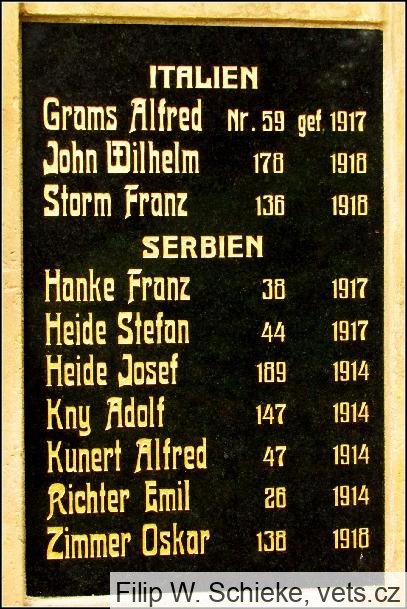 ITALIEN
Grams Alfred Nr. 59 gef. 1917
John Wilhelm 178 1918
Storm Franz 136 1918
SERBIEN
Hanke Franz 38 1917
Heide Stefan 44 1917
Heide Josef 189 1914
Kny Adolf 147 1914
Kunert Alfred 47 1914
Richter Emil 26 1914
Zimmer Oskar 138 1918
Filip W. Schieke, vets.cz